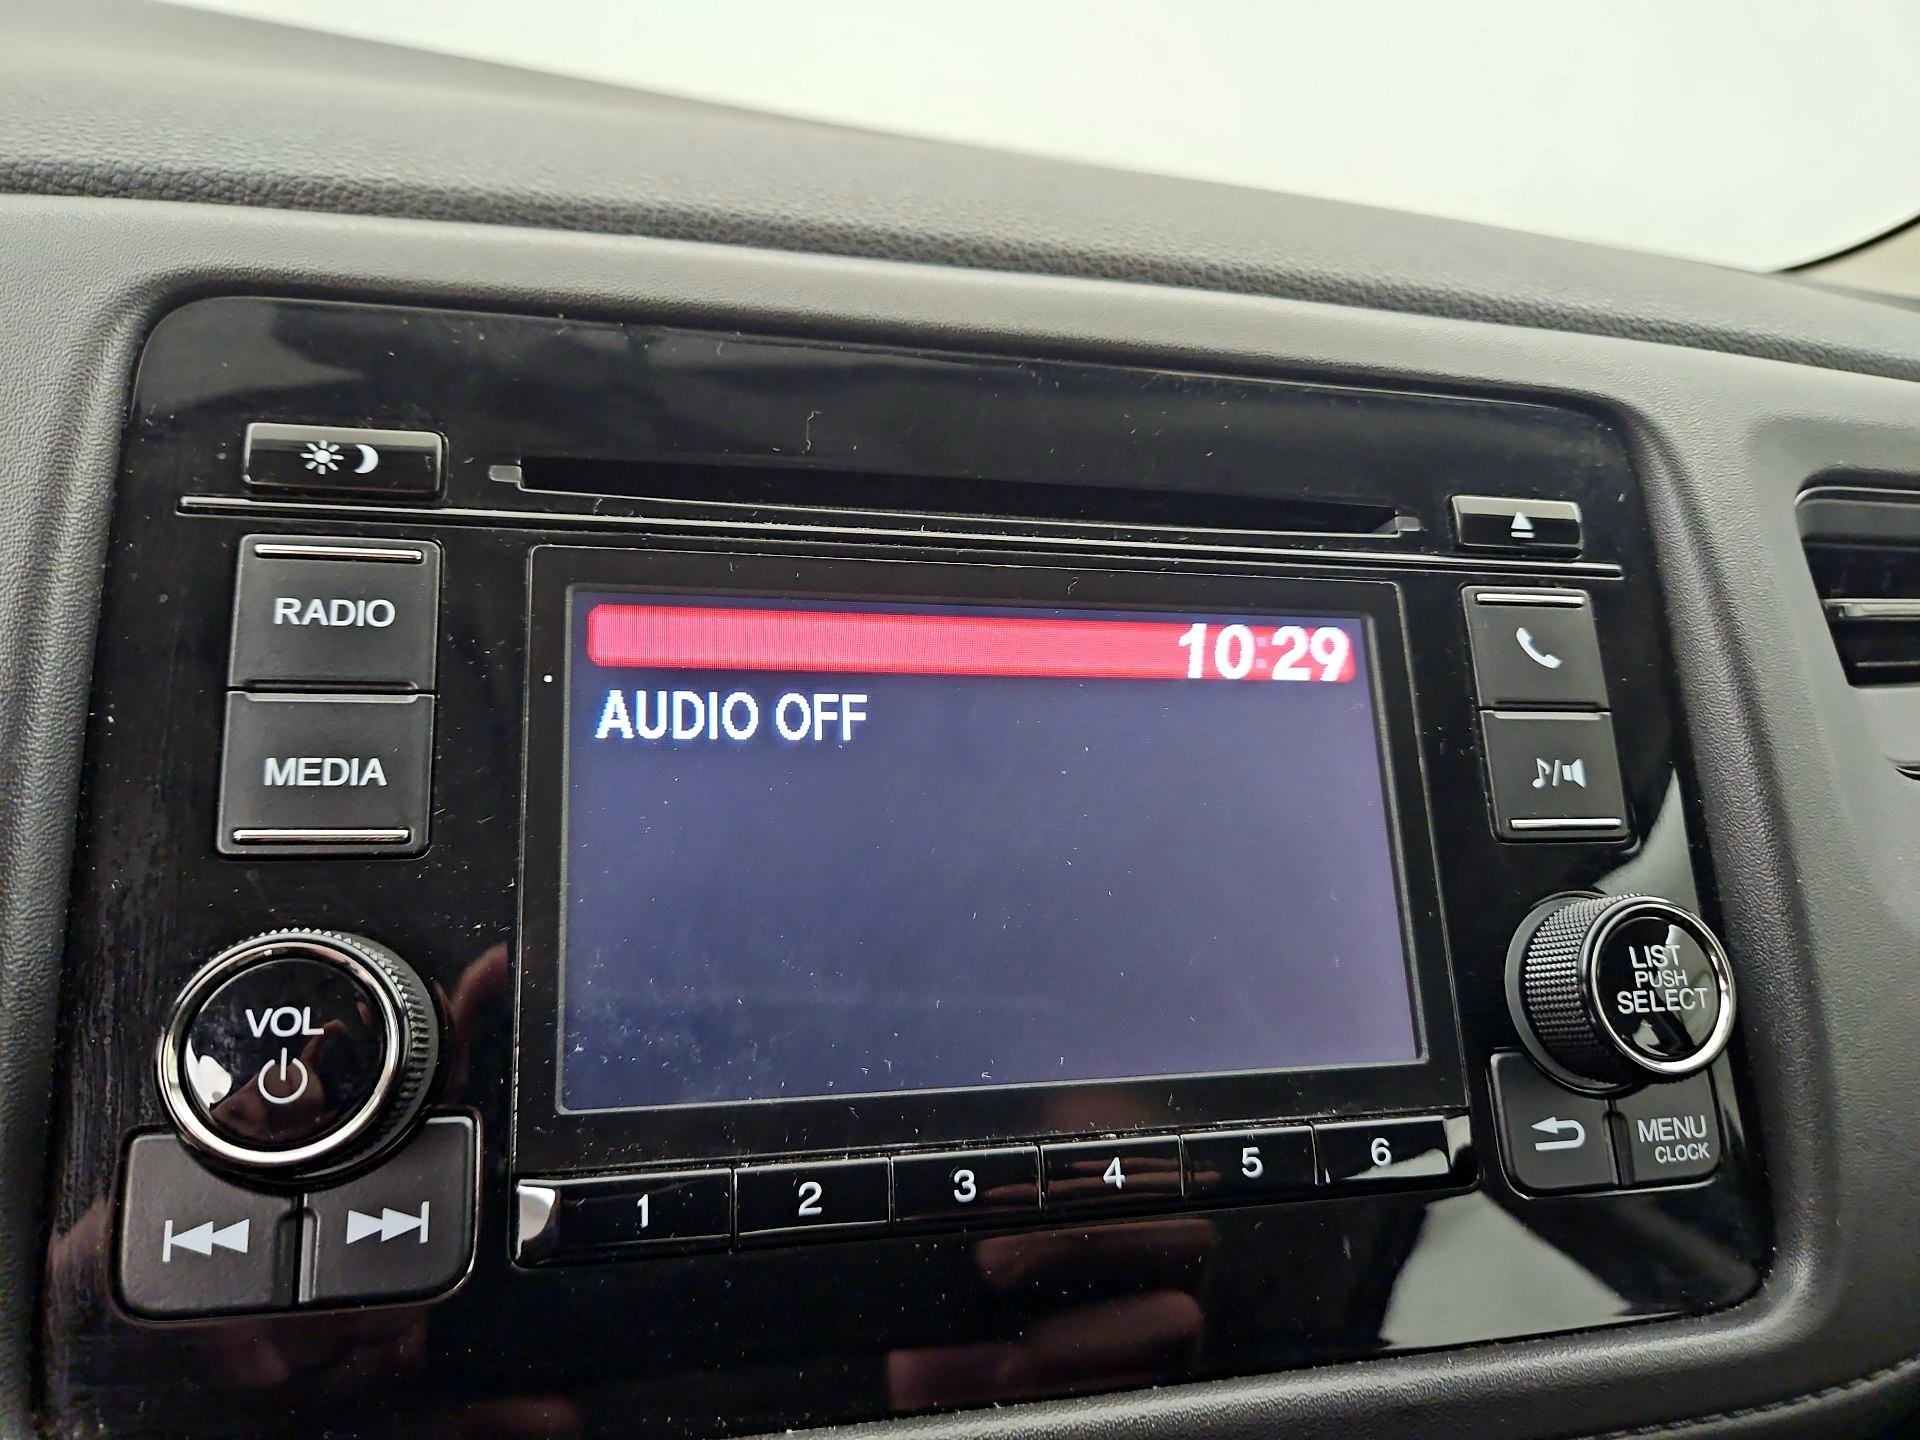 RADIO
MEDIA
10:29
AUDIO OFF
VOL
LIST
PUSH
SELECT
MENU
CLOCK
1 2 3 4 5 6